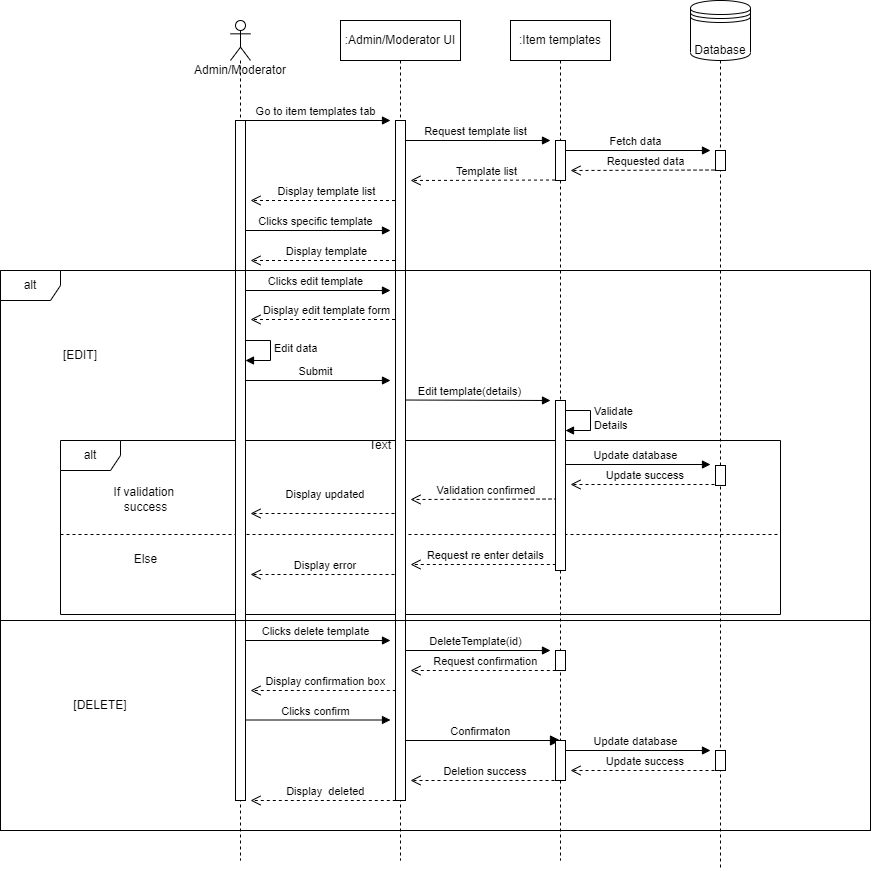 Admin/Moderator
:Admin/Moderator UI
:Item templates
Database
Go to item templates tab
Request template list
Fetch data
Requested data
Template list
Display template list
Clicks specific template
Display template
alt
Clicks edit template
Display edit template form
[EDIT]
Edit data
Submit
Edit template(details)
Validate
Details
Text
alt
Update database
Update success
If validation
success
Display updated
Validation confirmed
Else
Request re enter details
Display error
Clicks delete template
DeleteTemplate(id)
Request confirmation
Display confirmation box
[DELETE]
Clicks confirm
Confirmaton
Update database
Update success
Deletion success
Display  deleted